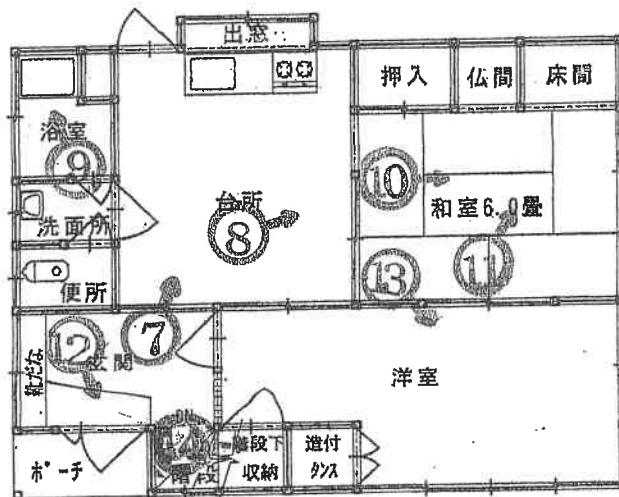 出窓
押入
仏間
床間
浴室
9
10
和室6.0畳
台所
8
洗面所
11
13
便所
7
12
玄関
靴だな
洋室
DN
14
階段
階段下
収納
造付
タンス
ポーチ